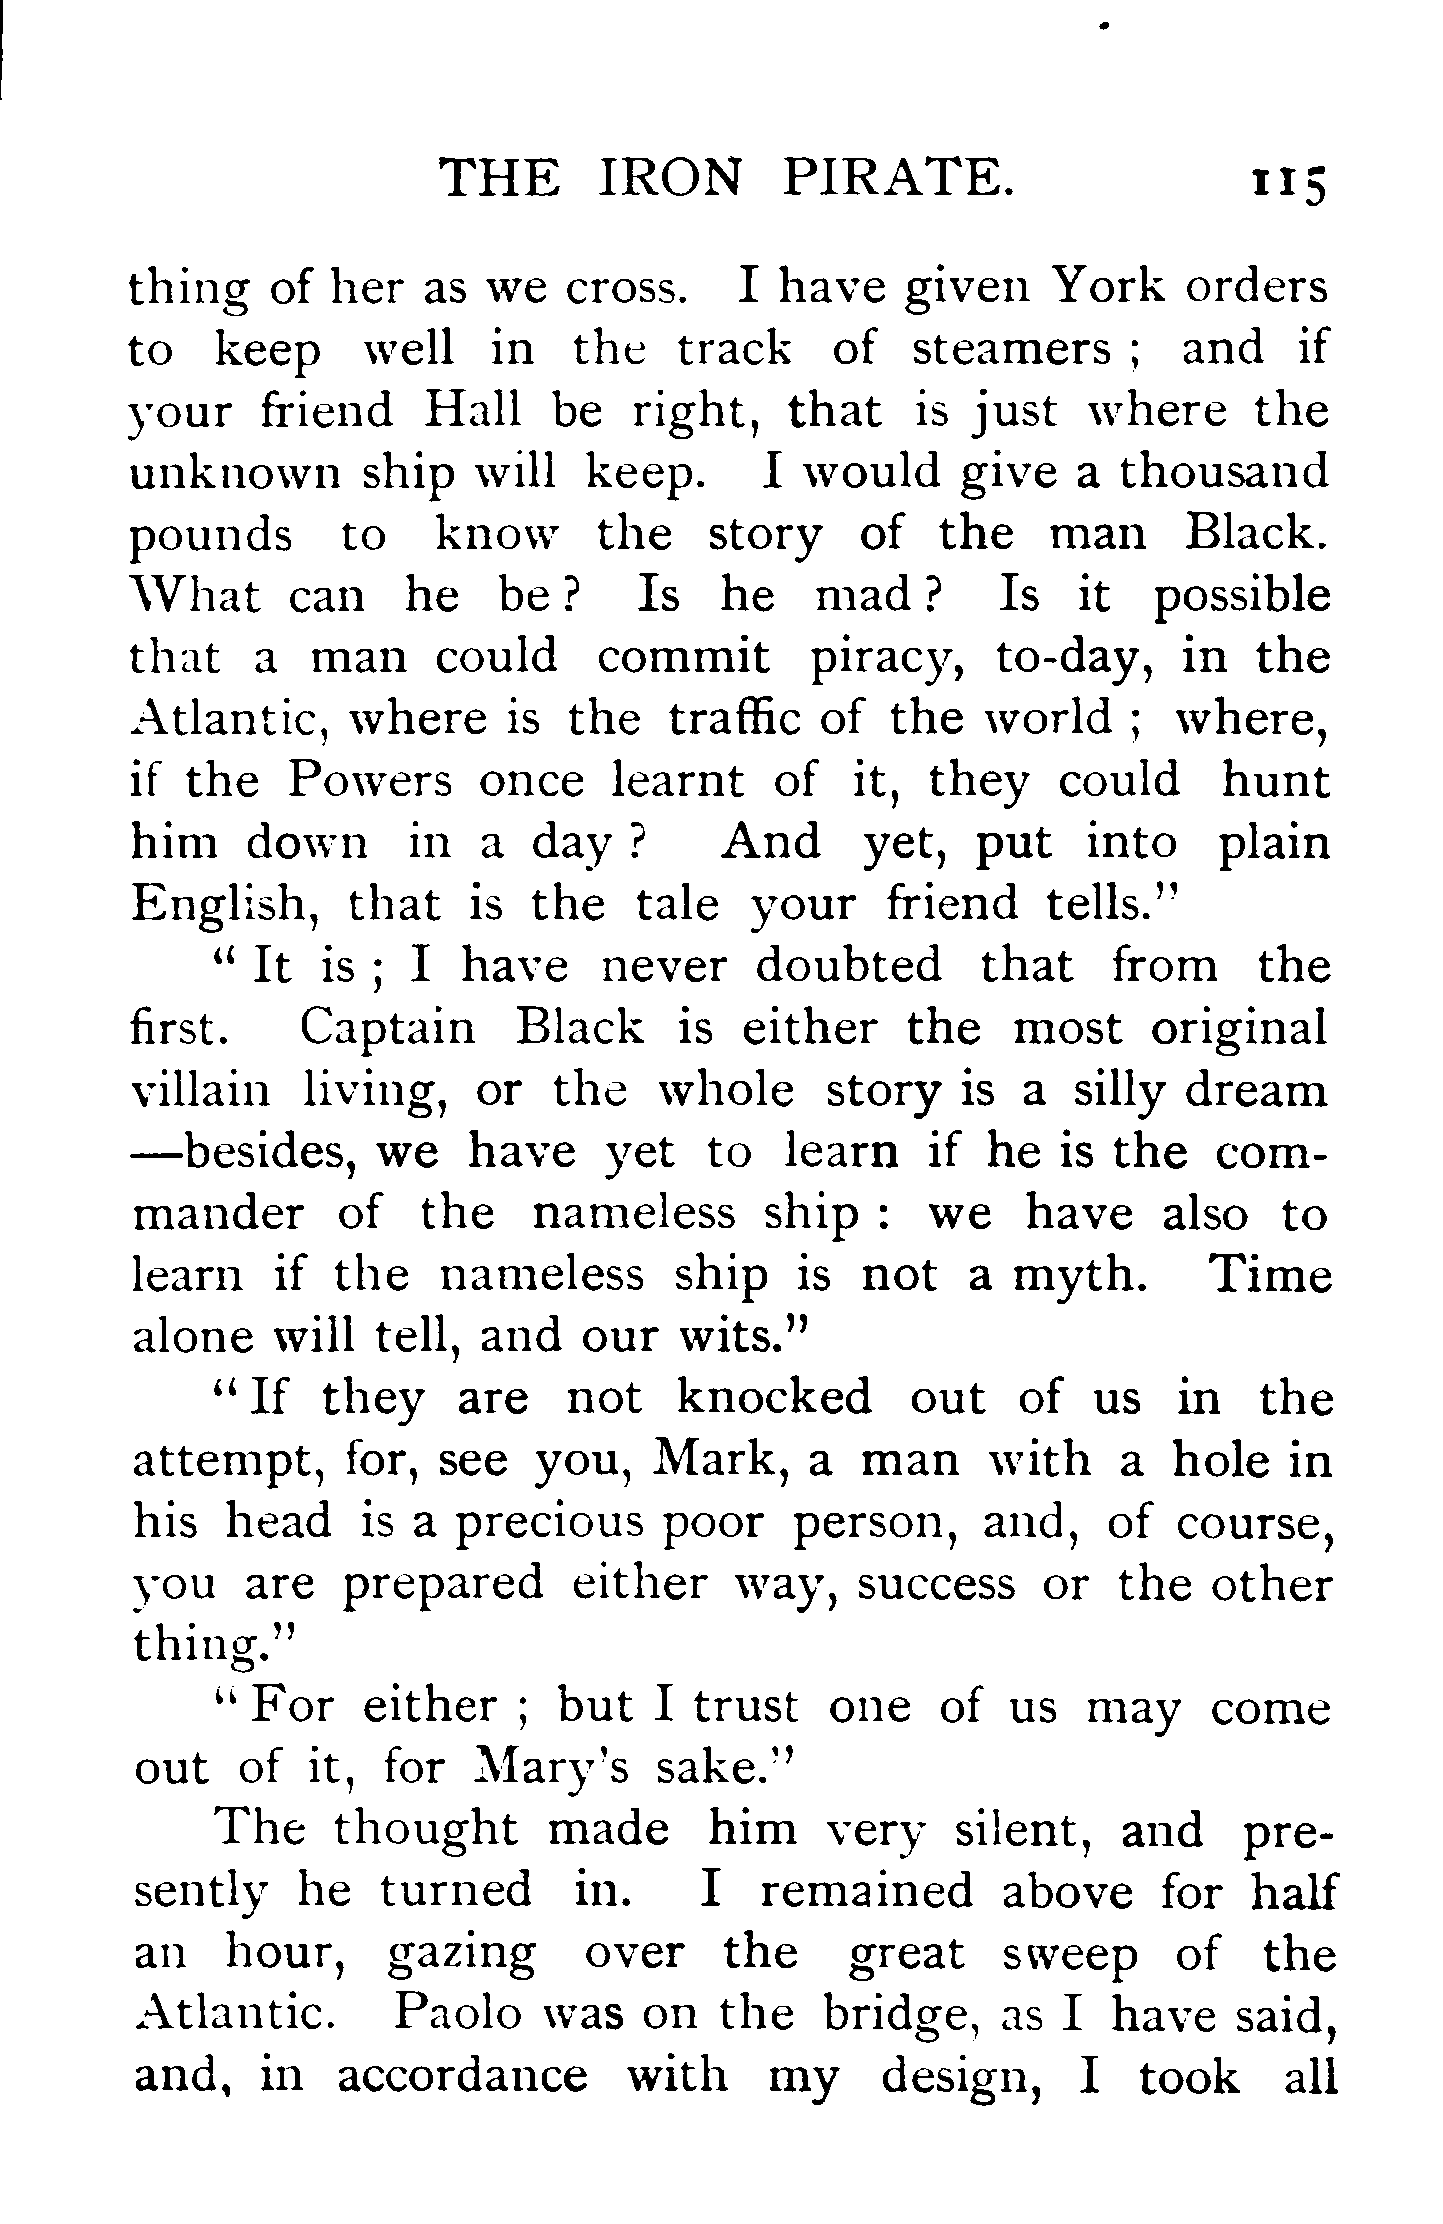 THE IRON PIRATE. 115
thing of her as we cross. I have given York orders
to keep well in the track of steamers ; and if
your friend Hall be right, that is just where the
unknown ship will keep. I would give a thousand
pounds to know the story of the man Black.
What can he be ? Is he mad ? Is it possible
that a man could commit piracy, to-day, in the
Atlantic, where is the traffic of the world ; where,
if the Powers once learnt of it, they could hunt
him down in a day ? And yet, put into plain
English, that is the tale your friend tells."
" It is ; I have never doubted that from the
first. Captain Black is either the most original
villain living, or the whole story is a silly dream
—besides, we have yet to learn if he is the com-
mander of the nameless ship : we have also to
learn if the nameless ship is not a myth. Time
alone will tell, and our wits."
" If they are not knocked out of us in the
attempt, for, see you, Mark, a man with a hole in
his head is a precious poor person, and, of course,
you are prepared either way, success or the other
thing."
" For either ; but I trust one of us may come
out of it, for Mary's sake."
The thought made him very silent, and pre-
sently he turned in. I remained above for half
an hour, gazing over the great sweep of the
Atlantic. Paolo was on the bridge, as I have said,
and, in accordance with my design, I took all